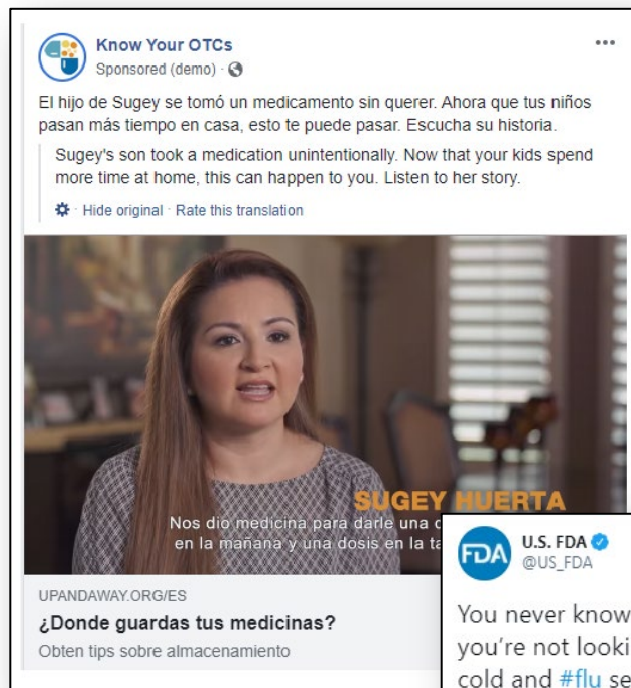 Know Your OTCs
Sponsored (demo) ·
El hijo de Sugey se tomó un medicamento sin querer. Ahora que tus niños
pasan más tiempo en casa, esto te puede pasar. Escucha su historia.
Sugey's son took a medication unintentionally. Now that your kids spend
more time at home, this can happen to you. Listen to her story.
· Hide original · Rate this translation
SUGEY HUERTA
Nos dio medicina para darle una
en la mañana y una dosis en la
UPANDAWAY.ORG/ES
¿Donde guardas tus medicinas?
Obten tips sobre almacenamiento
FDA
U.S. FDA
@US_FDA
You never know
you're not
cold and #flu